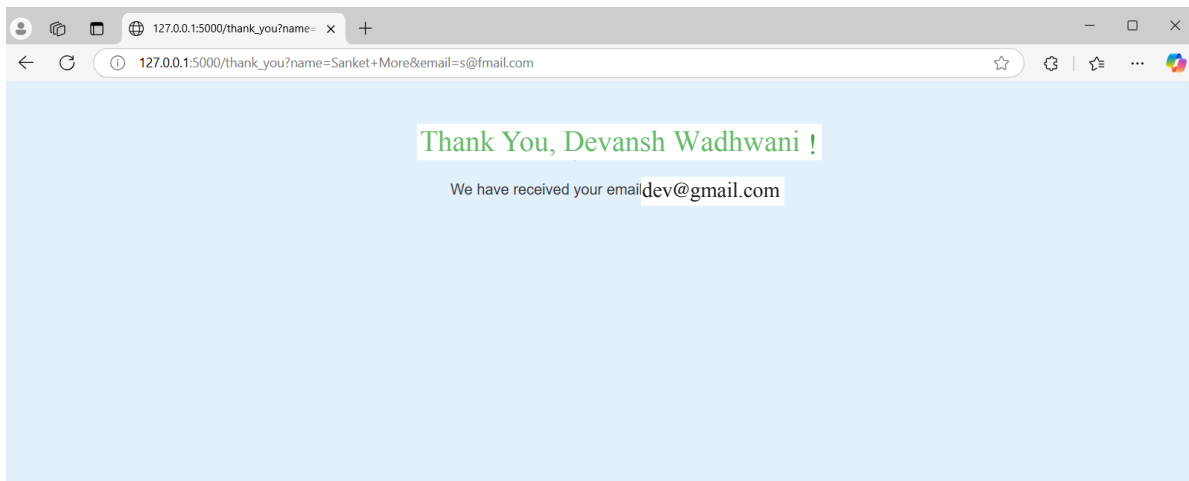 127.0.0.1:5000/thank_you?name=
127.0.0.1:5000/thank_you?name=Sanket+More&email=s@fmail.com
Thank You, Devansh Wadhwani !
We have received your email dev@gmail.com